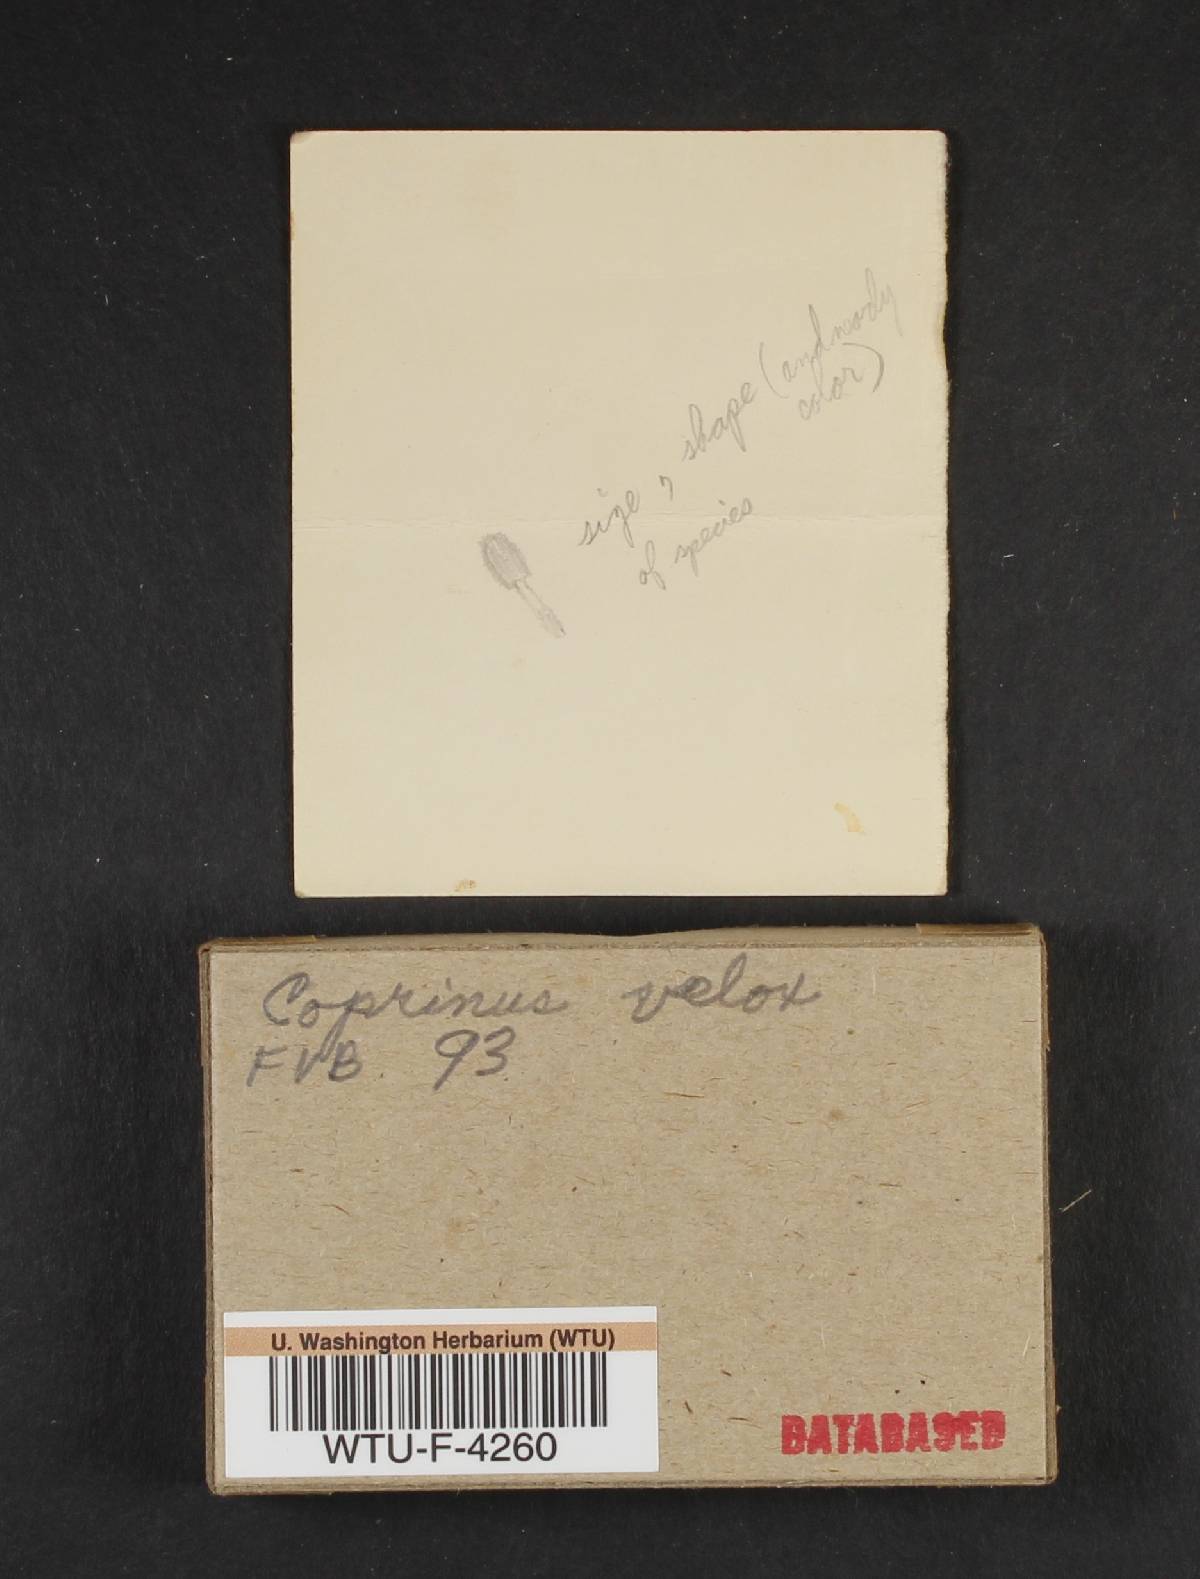 size, shape (and nearly
color)
of species
Coprinus velox
FVB 93
U. Washington Herbarium (WTU)
WTU-F-4260
DATABASED